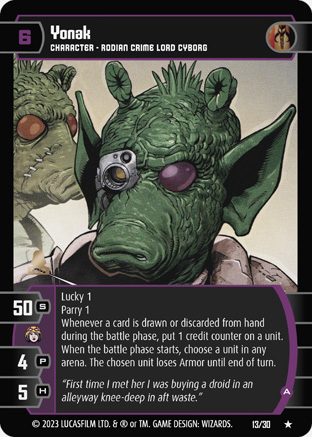 6 Yonak
CHARACTER - RODIAN CRIME LORD CYBORG
50 S
4 P
5 H
Lucky 1
Parry 1
Whenever a card is drawn or discarded from hand
during the battle phase, put 1 credit counter on a unit.
When the battle phase starts, choose a unit in any
arena. The chosen unit loses Armor until end of turn.
"First time I met her I was buying a droid in an
alleyway knee-deep in aft waste."
A
© 2023 LUCASFILM LTD. & ® or TM. GAME DESIGN: WIZARDS. 13/30 ★